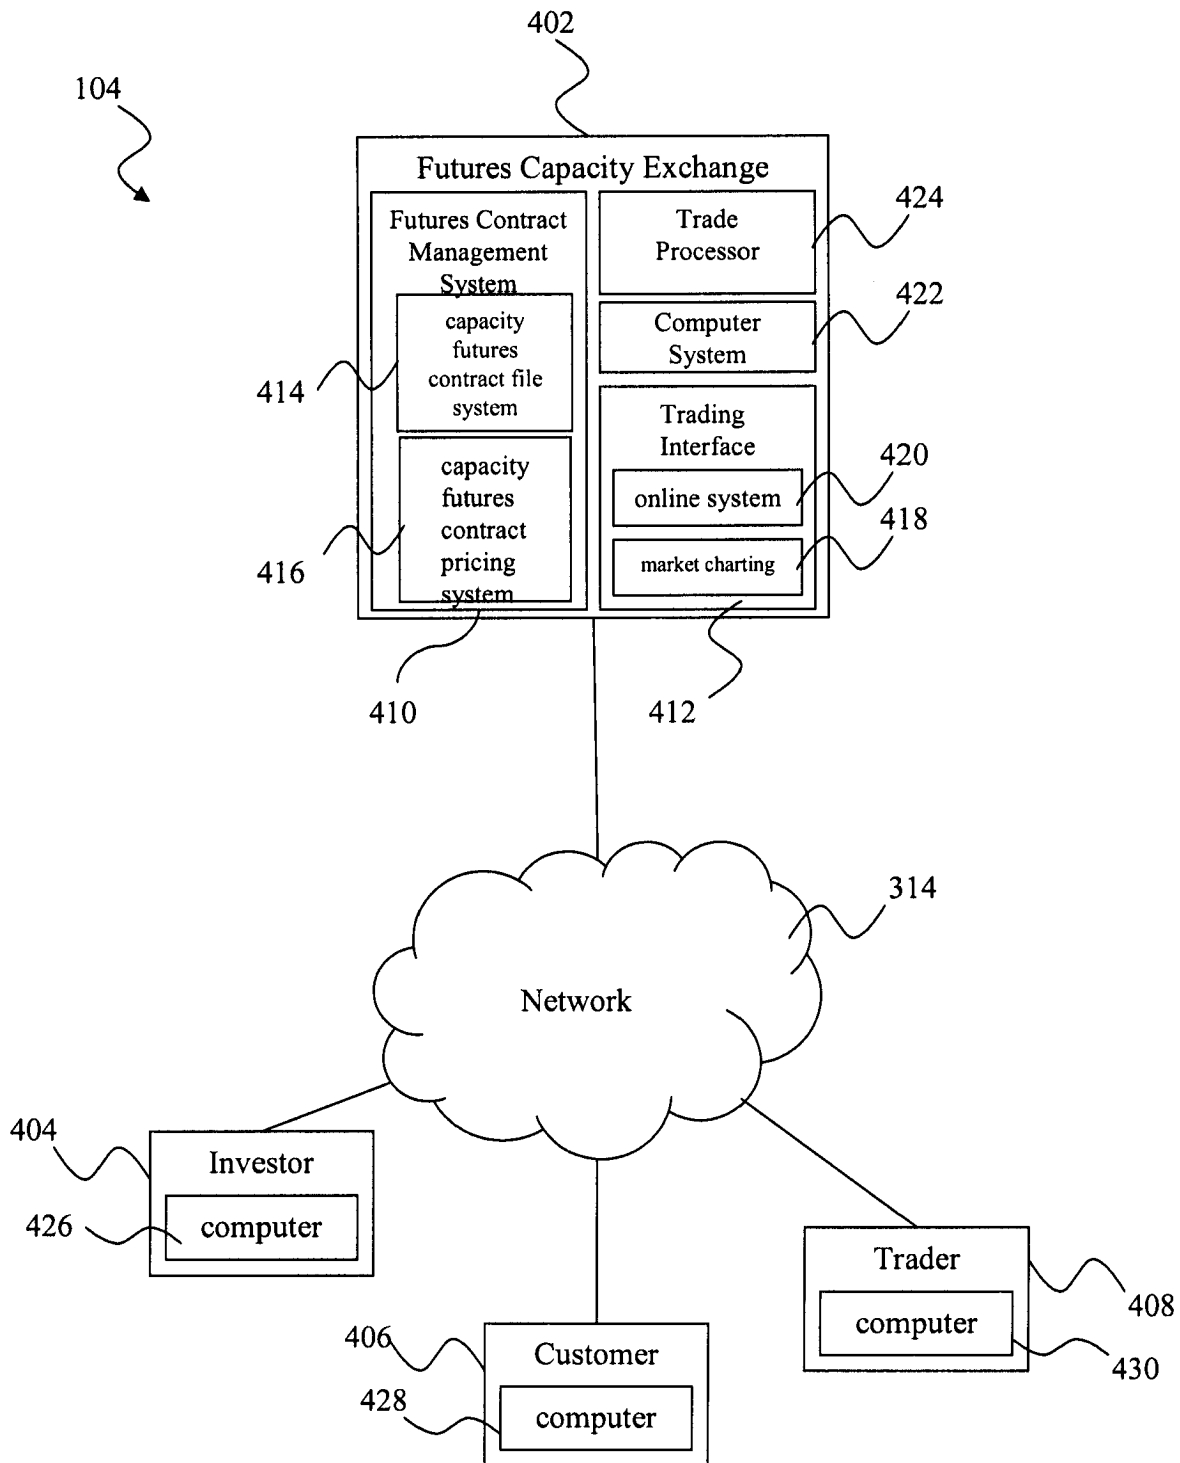 402
104
Futures Capacity Exchange
Futures Contract
Management
System
capacity
futures
contract file
system
414
capacity
futures
contract
pricing
system
416
410
Trade
Processor
424
Computer
System
422
Trading
Interface
online system
420
market charting
418
412
314
Network
404
Investor
computer
426
406
Customer
computer
428
Trader
computer
408
430